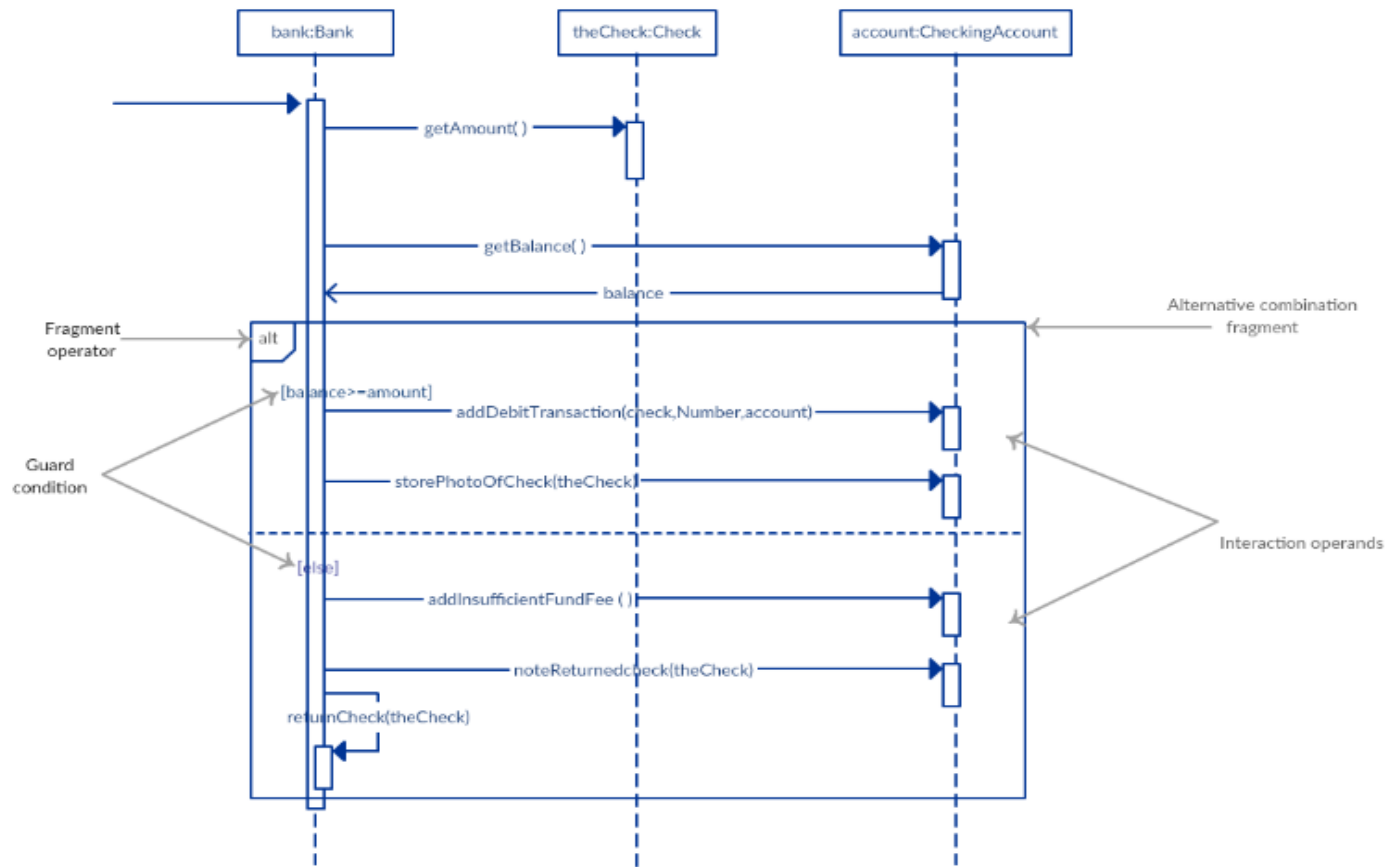 bank:Bank
theCheck:Check
account:CheckingAccount
getAmount( )
getBalance( )
balance
Alternative combination
fragment
Fragment
operator
alt
[balance>=amount]
addDebitTransaction(check,Number,account)
Guard
condition
storePhotoOfCheck(theCheck)
Interaction operands
[else]
addInsufficientFundFee ( )
noteReturnedcheck(theCheck)
returnCheck(theCheck)